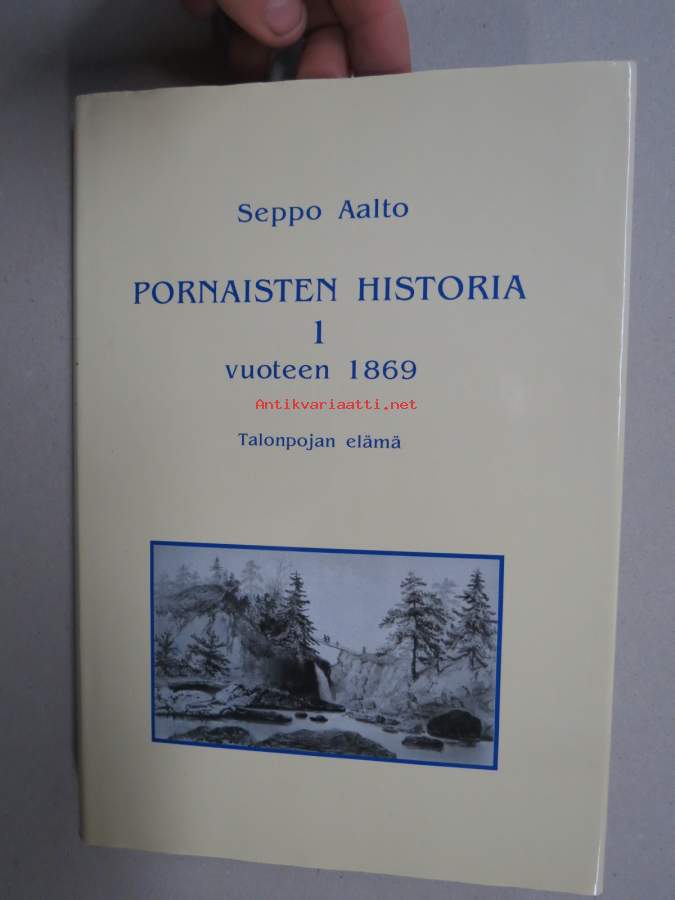 Seppo Aalto
PORNAISTEN HISTORIA
1
vuoteen 1869
Antikvariaatti.net
Talonpojan elämä